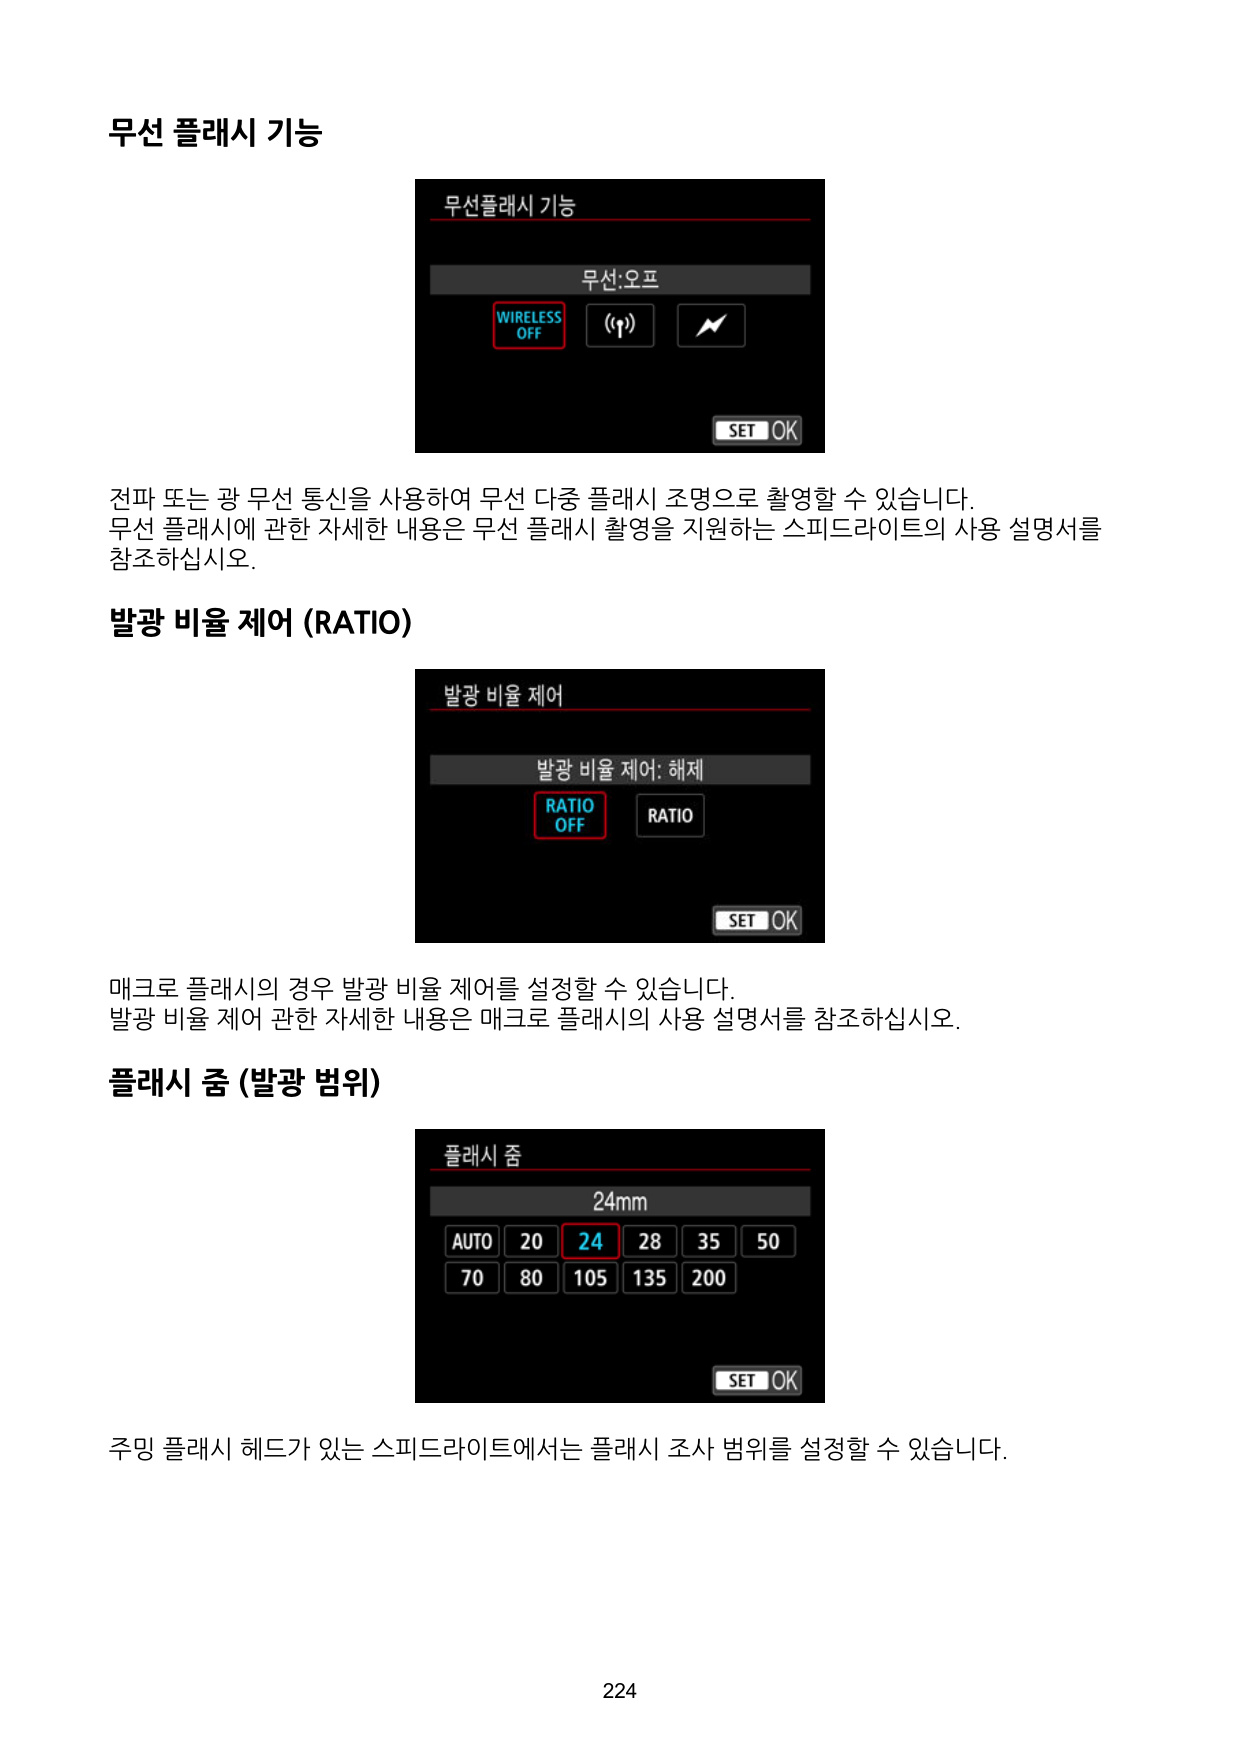 무선 플래시 기능
무선플래시 기능
무선:오프
WIRELESS
OFF
SET OK
전파 또는 광 무선 통신을 사용하여 무선 다중 플래시 조명으로 촬영할 수 있습니다.
무선 플래시에 관한 자세한 내용은 무선 플래시 촬영을 지원하는 스피드라이트의 사용 설명서를
참조하십시오.
발광 비율 제어 (RATIO)
발광 비율 제어
발광 비율 제어: 해제
RATIO
OFF
RATIO
SET OK
매크로 플래시의 경우 발광 비율 제어를 설정할 수 있습니다.
발광 비율 제어 관한 자세한 내용은 매크로 플래시의 사용 설명서를 참조하십시오.
플래시 줌 (발광 범위)
플래시 줌
24mm
AUTO 20 24 28 35 50
70 80 105 135 200
SET OK
주밍 플래시 헤드가 있는 스피드라이트에서는 플래시 조사 범위를 설정할 수 있습니다.
224